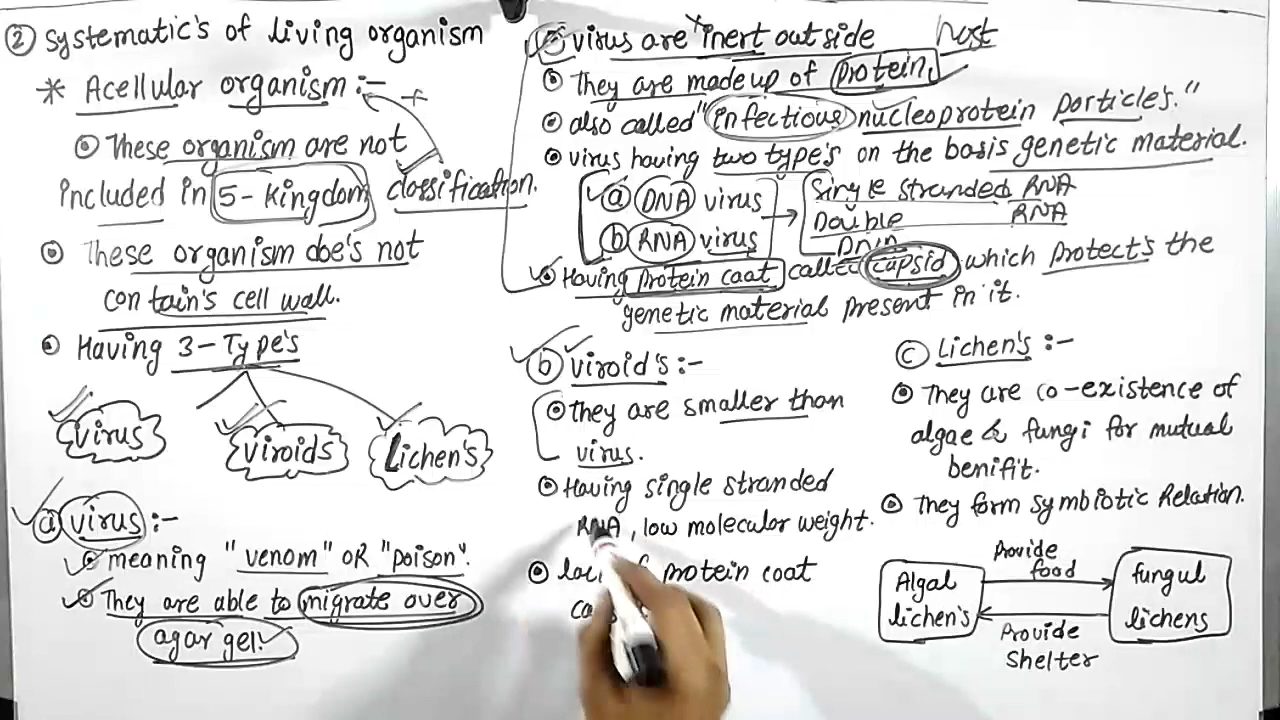 ② Systematic's of living organism
* Acellular organism :-
These organism are not
included in 5-Kingdom classification.
These organism doe's not
contain's cell wall.
Having 3-Type's
Virus
Viroids
Lichen's
ⓐ virus :-
meaning "venom" OR "poison".
They are able to migrate over
agar gel.
virus are inert outside host
They are made up of protein.
also called "infectious nucleoprotein porticle's."
virus having two type's on the basis genetic material.
ⓐ DNA virus
ⓑ RNA virus
Single stranded RNA
Double RNA
DNA
Having protein coat called capsid which protect's the
genetic material present in it.
ⓑ viroid's :-
they are smaller than
virus.
Having single stranded
RNA, low molecular weight.
protein coat
ⓒ Lichen's :-
They are co-existence of
algae & fungi for mutual
benifit.
They form symbiotic Relation.
Algal
lichen's
Provide
food
Provide
Shelter
fungul
lichens